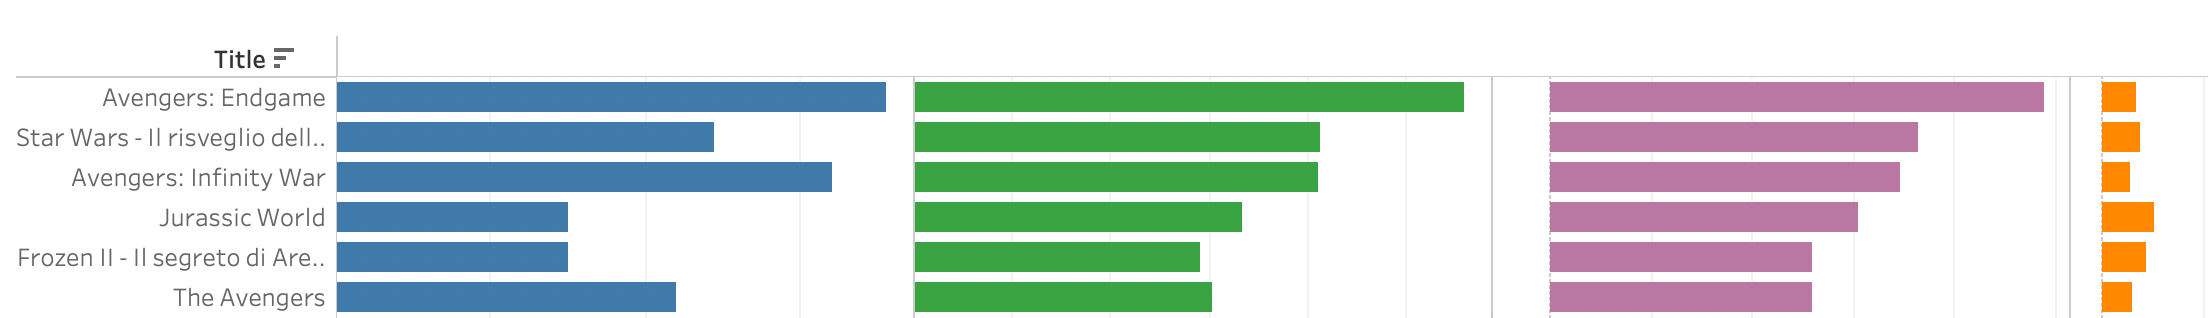 Title
Avengers: Endgame
Star Wars - Il risveglio dell..
Avengers: Infinity War
Jurassic World
Frozen II - Il segreto di Are..
The Avengers